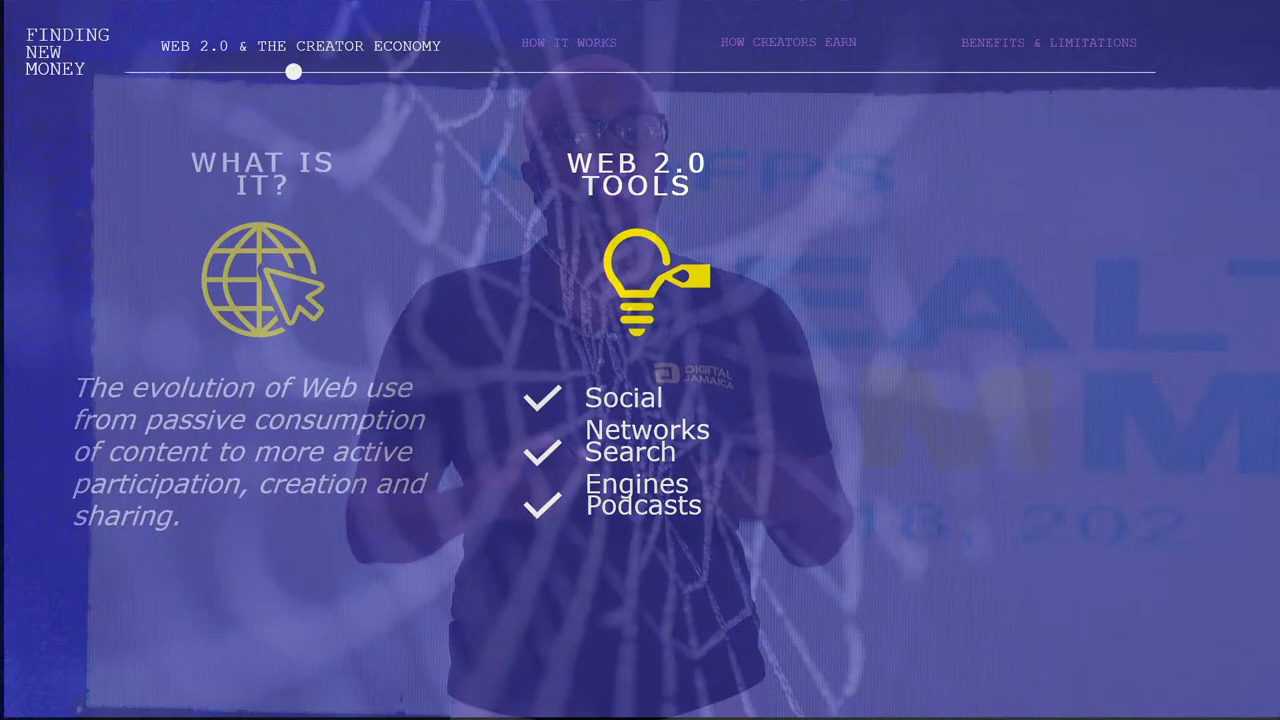 FINDING
NEW
MONEY
WEB 2.0 & THE CREATOR ECONOMY
HOW IT WORKS
HOW CREATORS EARN
BENEFITS & LIMITATIONS
WHAT IS
IT?
The evolution of Web use
from passive consumption
of content to more active
participation, creation and
sharing.
WEB 2.0
TOOLS
Social
Networks
Search
Engines
Podcasts
DIGITAL
JAMAICA